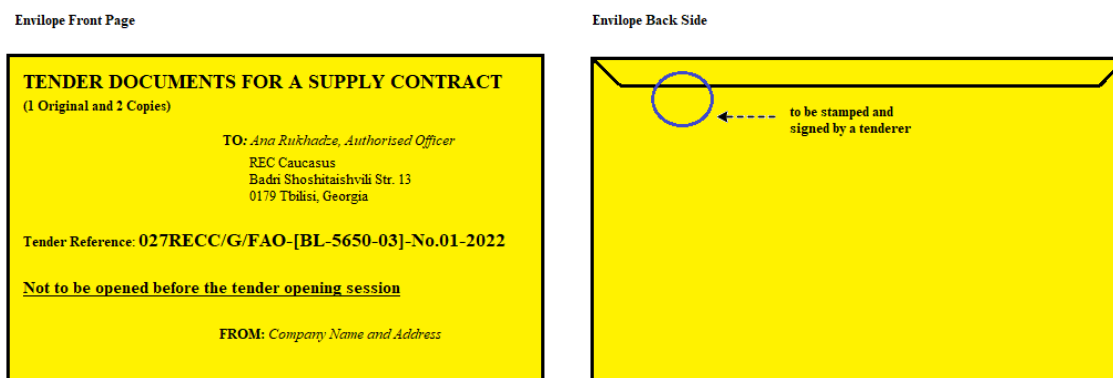 Envilope Front Page
TENDER DOCUMENTS FOR A SUPPLY CONTRACT
(1 Original and 2 Copies)
TO: Ana Rukhadze, Authorised Officer
REC Caucasus
Badri Shoshitaishvili Str. 13
0179 Tbilisi, Georgia
Tender Reference: 027RECC/G/FAO-[BL-5650-03]-No.01-2022
Not to be opened before the tender opening session
FROM: Company Name and Address
Envilope Back Side
to be stamped and
signed by a tenderer